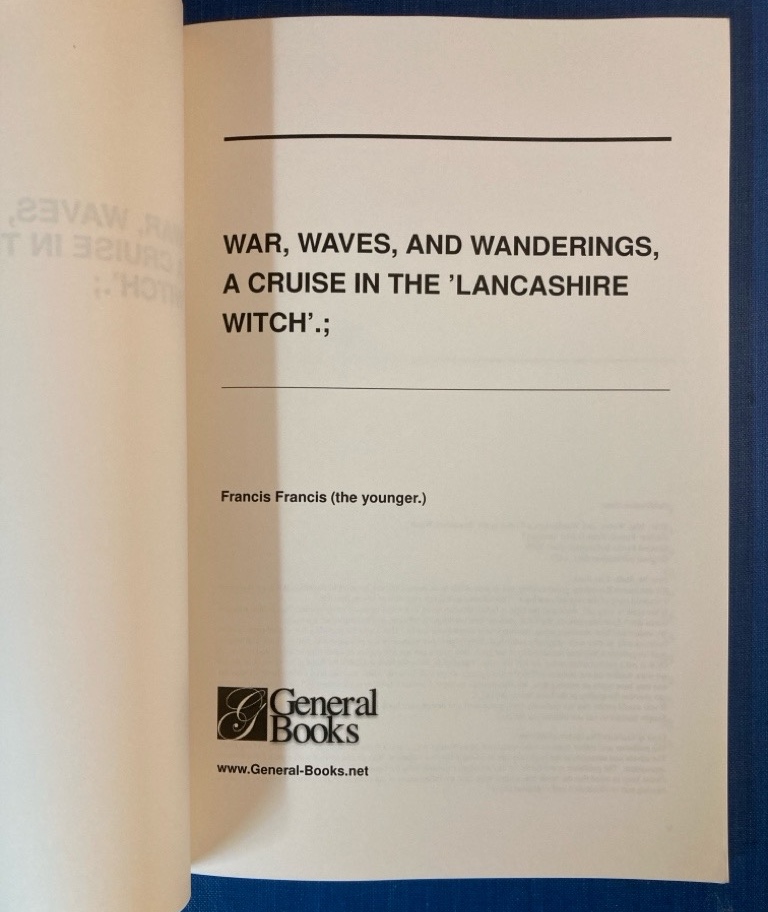 WAR, WAVES, AND WANDERINGS,
A CRUISE IN THE 'LANCASHIRE
WITCH'.;
Francis Francis (the younger.)
G General
Books
www.General-Books.net